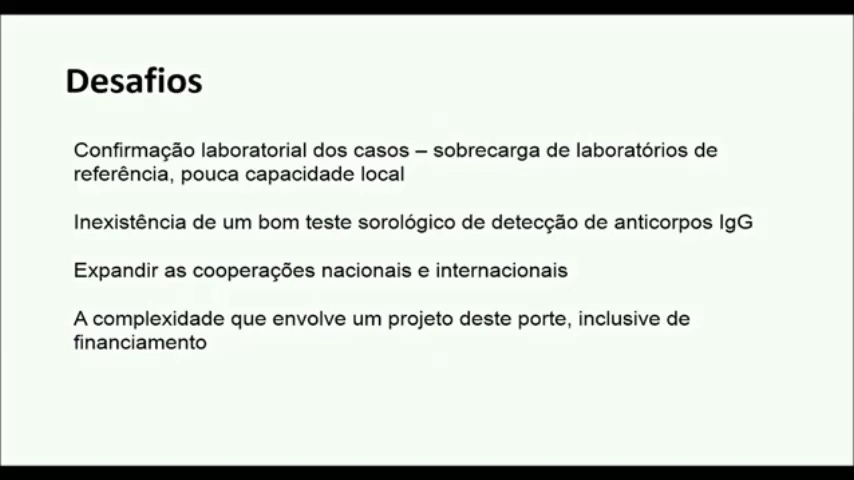 Desafios
Confirmação laboratorial dos casos – sobrecarga de laboratórios de
referência, pouca capacidade local
Inexistência de um bom teste sorológico de detecção de anticorpos IgG
Expandir as cooperações nacionais e internacionais
A complexidade que envolve um projeto deste porte, inclusive de
financiamento